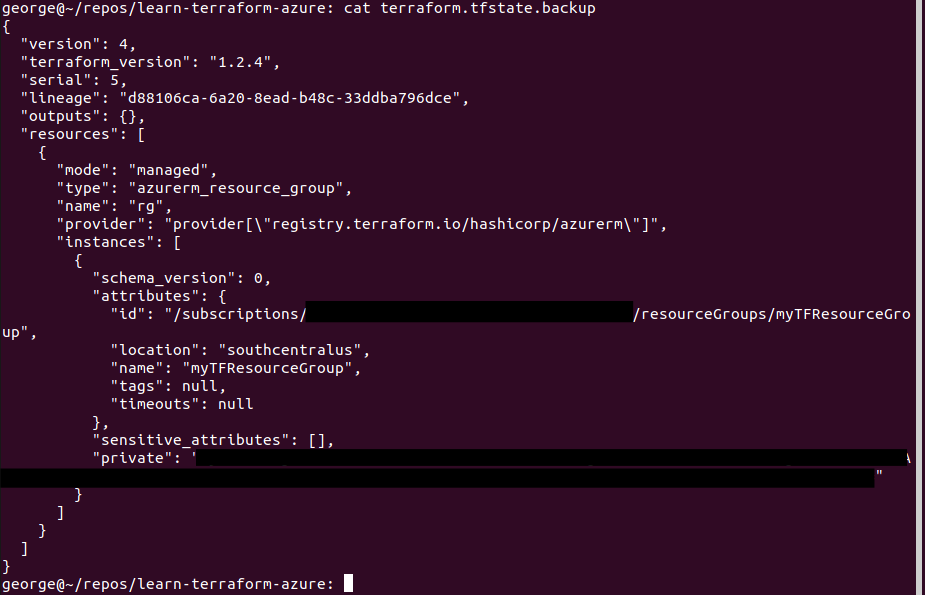 george@~/repos/learn-terraform-azure: cat terraform.tfstate.backup
{
  "version": 4,
  "terraform_version": "1.2.4",
  "serial": 5,
  "lineage": "d88106ca-6a20-8ead-b48c-33ddba796dce",
  "outputs": {},
  "resources": [
    {
      "mode": "managed",
      "type": "azurerm_resource_group",
      "name": "rg",
      "provider": "provider[\"registry.terraform.io/hashicorp/azurerm\"]",
      "instances": [
        {
          "schema_version": 0,
          "attributes": {
            "id": "/subscriptions/ /resourceGroups/myTFResourceGro
up",
            "location": "southcentralus",
            "name": "myTFResourceGroup",
            "tags": null,
            "timeouts": null
          },
          "sensitive_attributes": [],
          "private": "
"
        }
      ]
    }
  ]
}
george@~/repos/learn-terraform-azure: